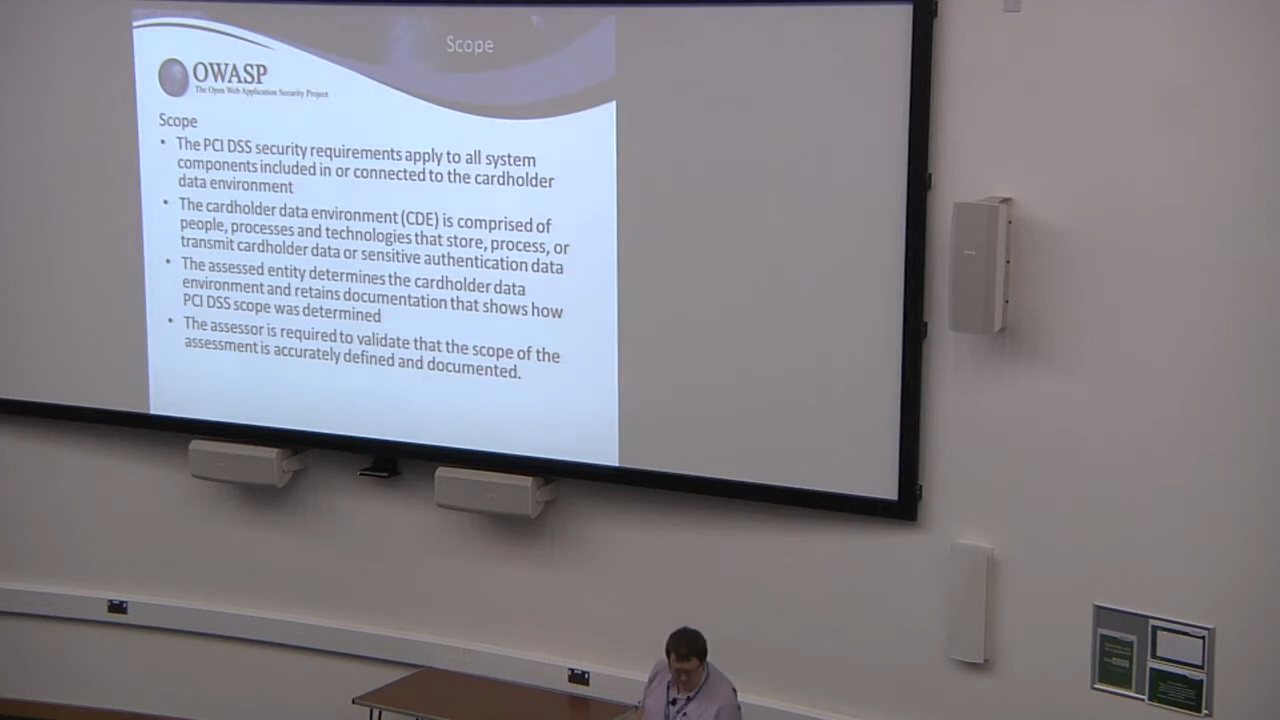 Scope
OWASP
The Open Web Application Security Project
Scope
• The PCI DSS security requirements apply to all system
components included in or connected to the cardholder
data environment
• The cardholder data environment (CDE) is comprised of
people, processes and technologies that store, process, or
transmit cardholder data or sensitive authentication data
• The assessed entity determines the cardholder data
environment and retains documentation that shows how
PCI DSS scope was determined
• The assessor is required to validate that the scope of the
assessment is accurately defined and documented.